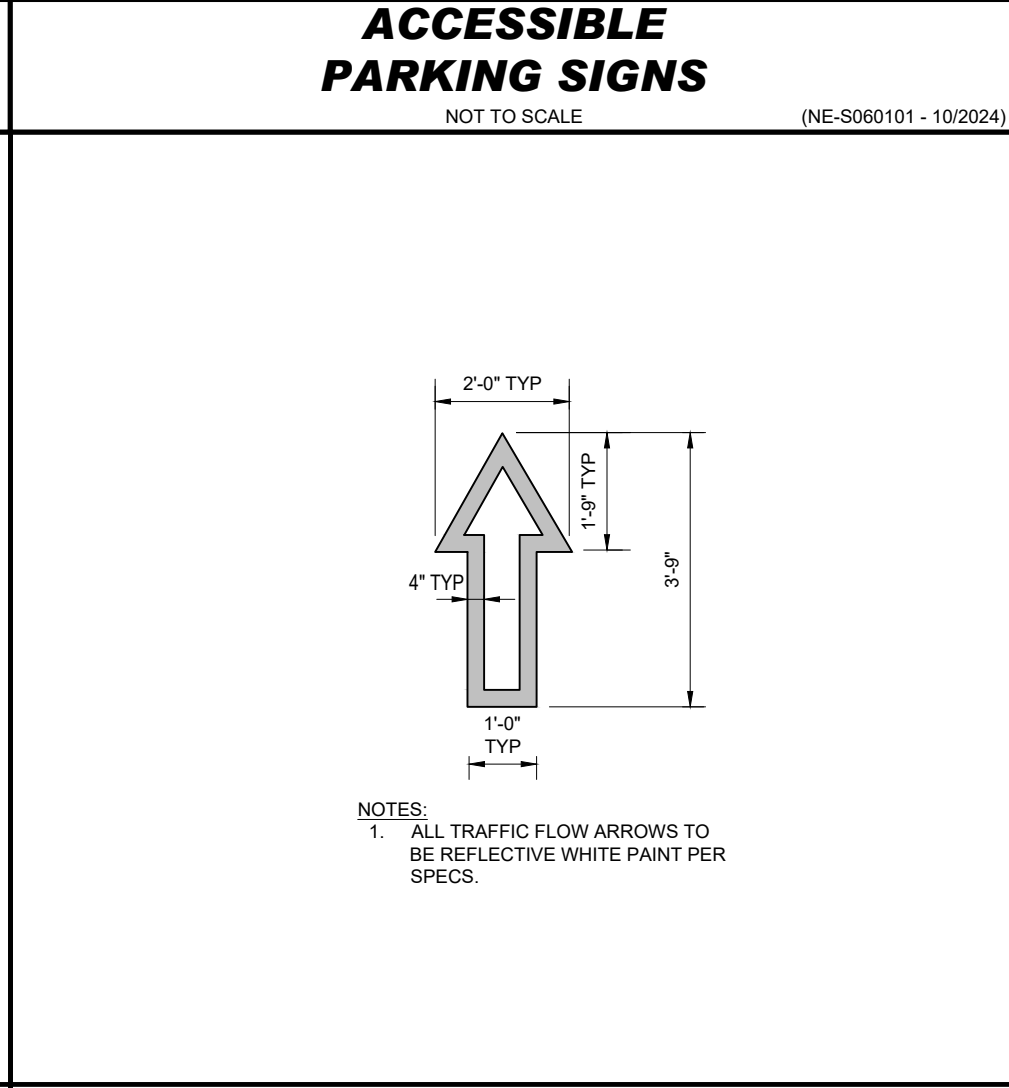 ACCESSIBLE
PARKING SIGNS
NOT TO SCALE (NE-S060101 - 10/2024)
2'-0" TYP
1'-9" TYP
3'-9"
4" TYP
1'-0"
TYP
NOTES:
1. ALL TRAFFIC FLOW ARROWS TO
BE REFLECTIVE WHITE PAINT PER
SPECS.